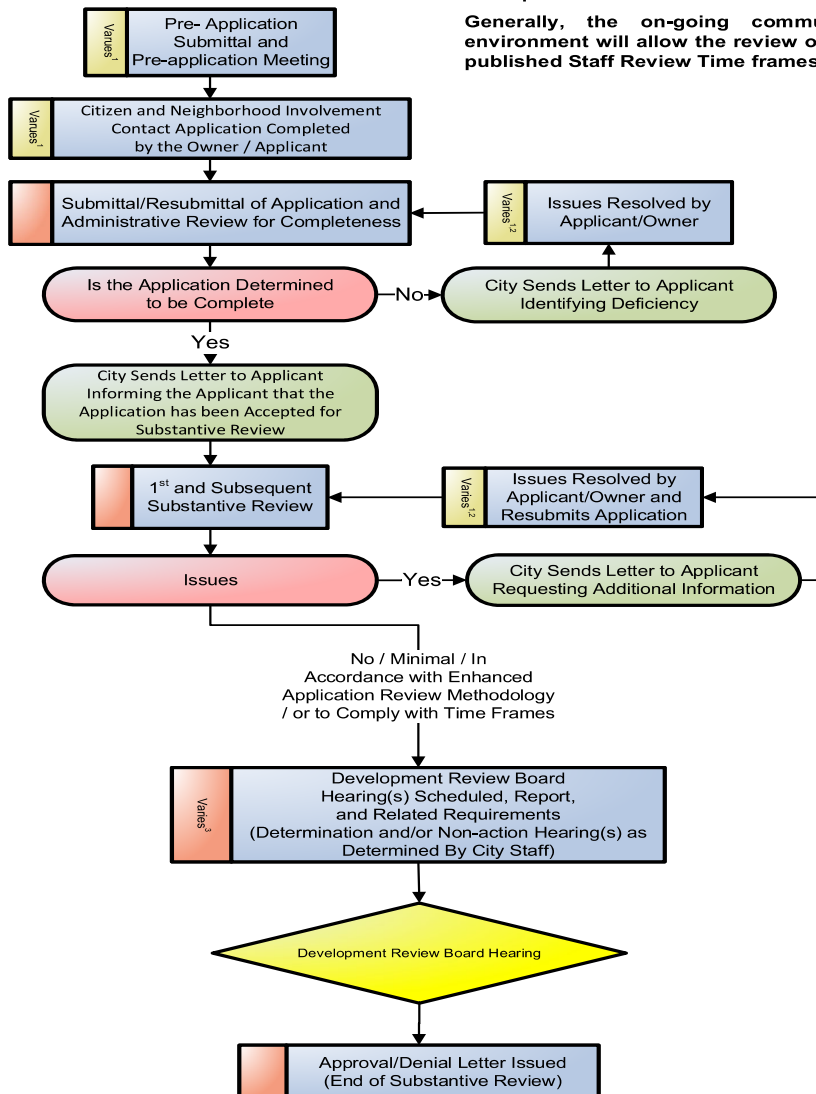 Generally, the on-going commu
environment will allow the review o
published Staff Review Time frames
Varues1
Pre- Application
Submittal and
Pre-application Meeting
Varues1
Citizen and Neighborhood Involvement
Contact Application Completed
by the Owner / Applicant
Submittal/Resubmittal of Application and
Administrative Review for Completeness
Varies1,2
Issues Resolved by
Applicant/Owner
Is the Application Determined
to be Complete
No
City Sends Letter to Applicant
Identifying Deficiency
Yes
City Sends Letter to Applicant
Informing the Applicant that the
Application has been Accepted for
Substantive Review
1st and Subsequent
Substantive Review
Varies1,2
Issues Resolved by
Applicant/Owner and
Resubmits Application
Issues
Yes
City Sends Letter to Applicant
Requesting Additional Information
No / Minimal / In
Accordance with Enhanced
Application Review Methodology
/ or to Comply with Time Frames
Varies3
Development Review Board
Hearing(s) Scheduled, Report,
and Related Requirements
(Determination and/or Non-action Hearing(s) as
Determined By City Staff)
Development Review Board Hearing
Approval/Denial Letter Issued
(End of Substantive Review)